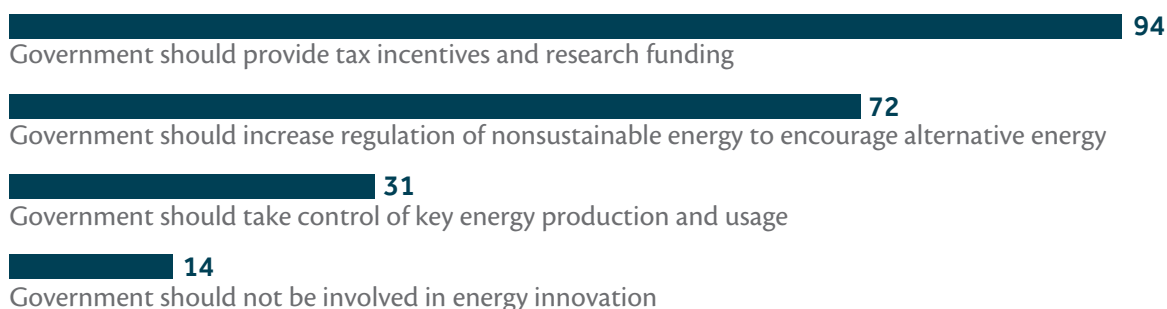 94
Government should provide tax incentives and research funding
72
Government should increase regulation of nonsustainable energy to encourage alternative energy
31
Government should take control of key energy production and usage
14
Government should not be involved in energy innovation